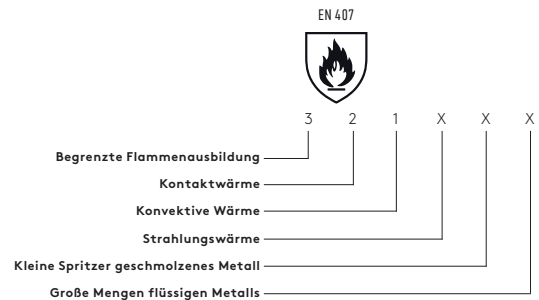 EN 407
3 2 1 X X X
Begrenzte Flammenausbildung
Kontaktwärme
Konvektive Wärme
Strahlungswärme
Kleine Spritzer geschmolzenes Metall
Große Mengen flüssigen Metalls